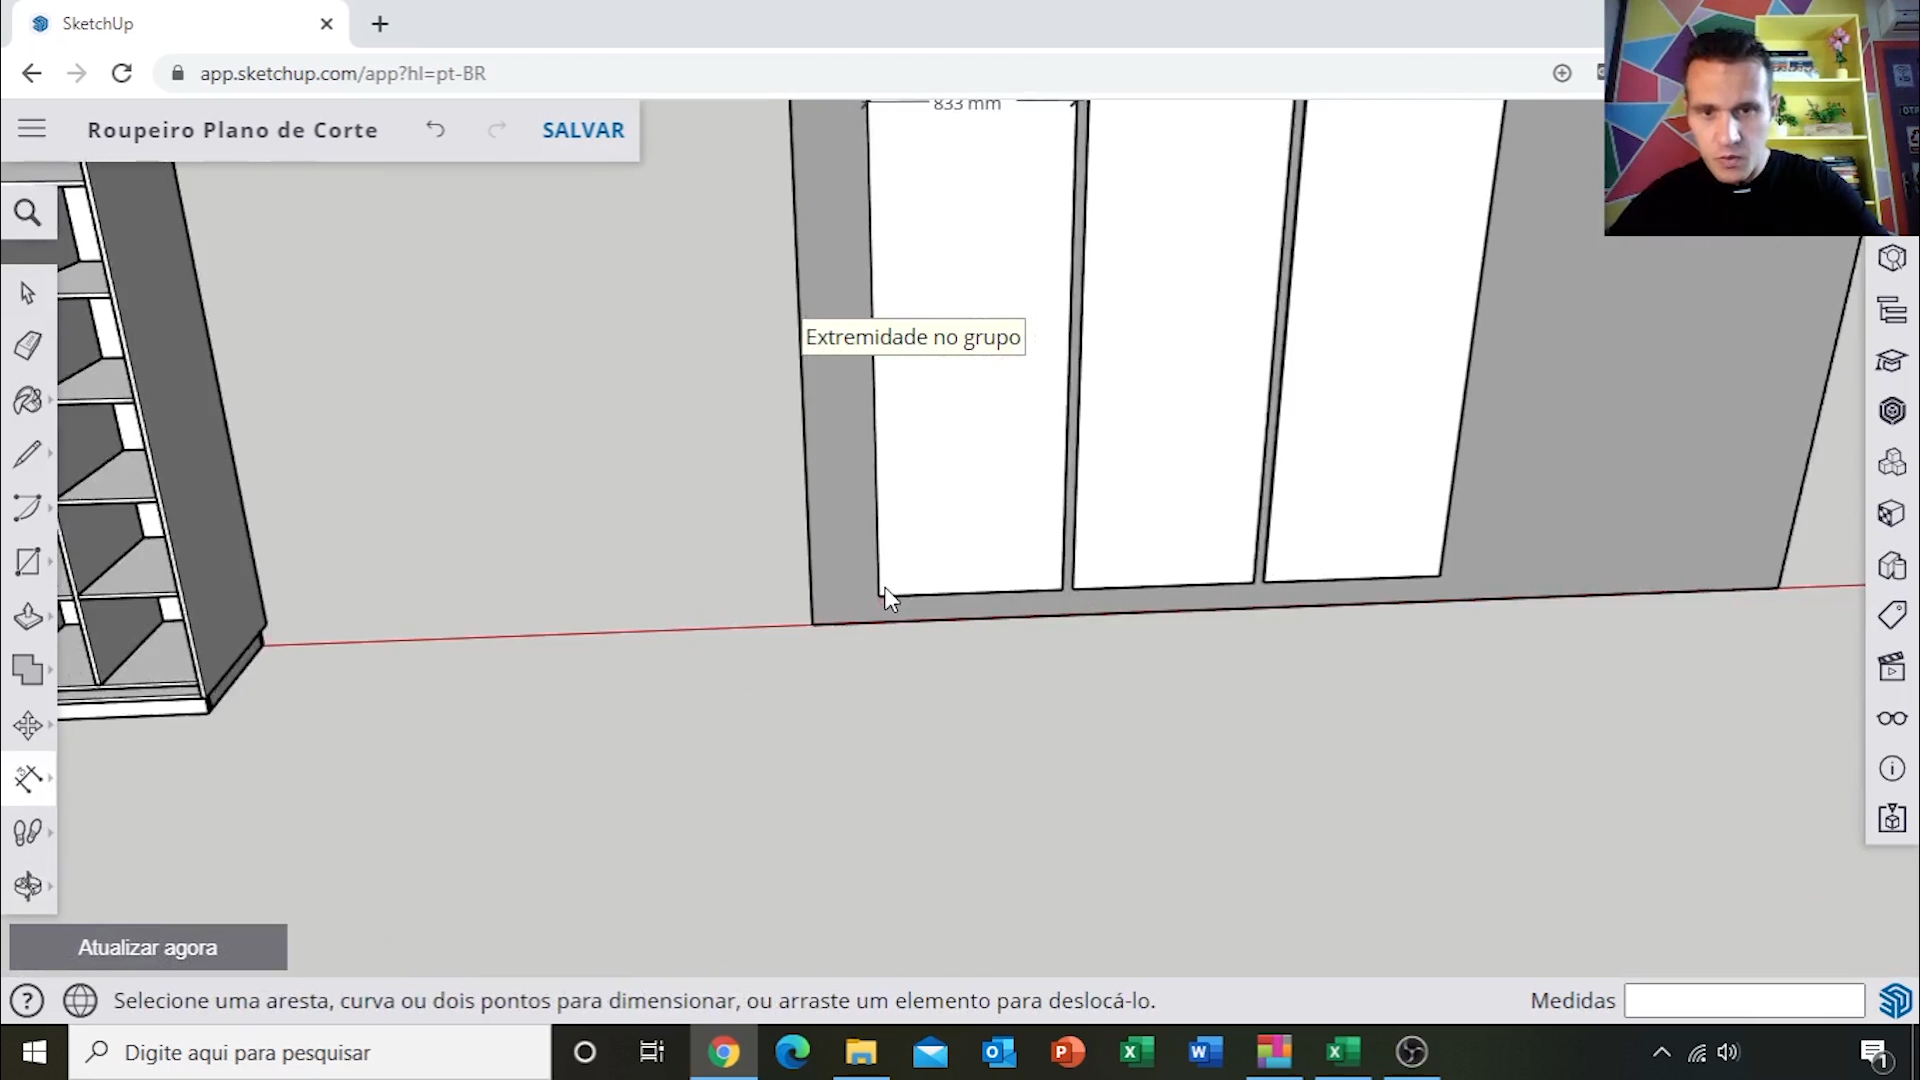 SketchUp
app.sketchup.com/app?hl=pt-BR
Roupeiro Plano de Corte
SALVAR
833 mm
Extremidade no grupo
Atualizar agora
Selecione uma aresta, curva ou dois pontos para dimensionar, ou arraste um elemento para deslocá-lo.
Medidas
Digite aqui para pesquisar
1